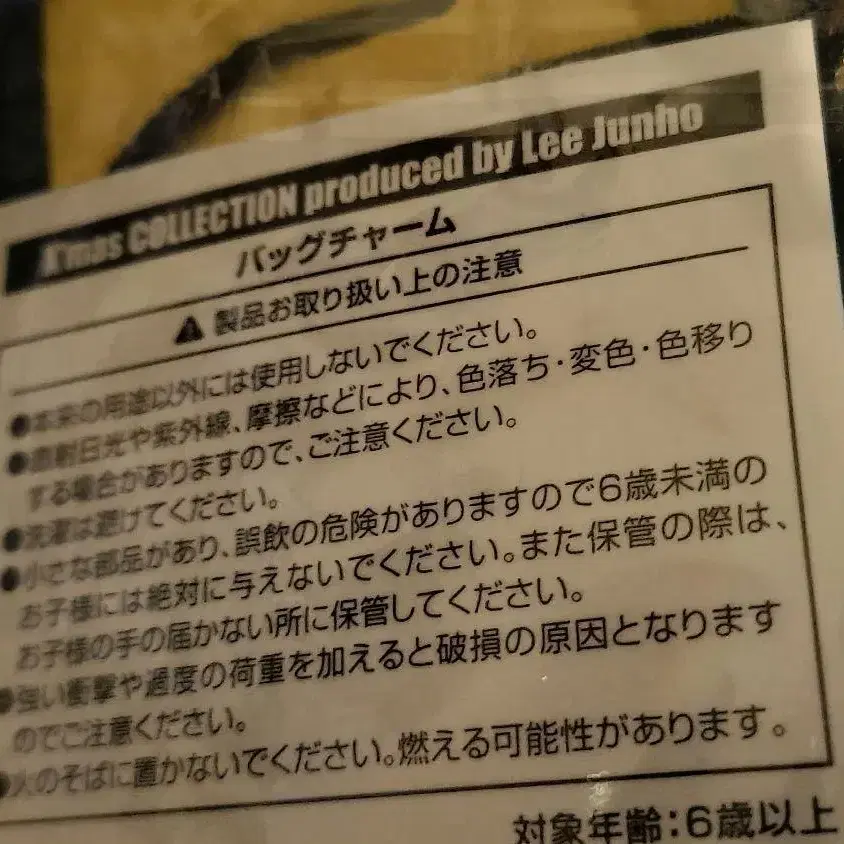 X'mas COLLECTION produced by Lee Junho
バッグチャーム
⚠ 製品お取り扱い上の注意
●本来の用途以外には使用しないでください。
●直射日光や紫外線、摩擦などにより、色落ち・変色・色移り
する場合がありますので、ご注意ください。
●洗濯は避けてください。
●小さな部品があり、誤飲の危険がありますので6歳未満の
お子様には絶対に与えないでください。また保管の際は、
お子様の手の届かない所に保管してください。
●強い衝撃や過度の荷重を加えると破損の原因となります
のでご注意ください。
●火のそばに置かないでください。燃える可能性があります。
対象年齢：6歳以上